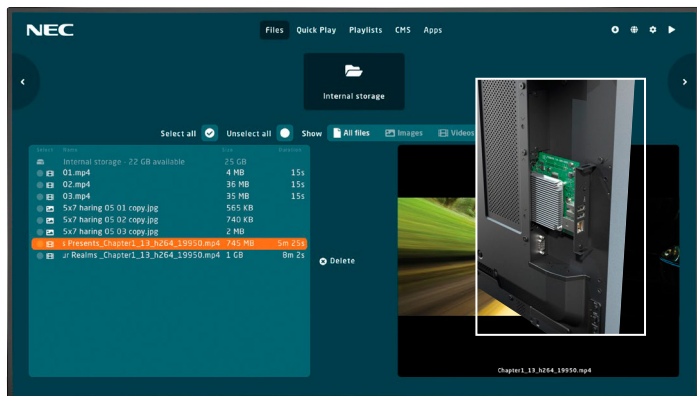 NEC
Files Quick Play Playlists CMS Apps
Internal storage
Select all Unselect all Show All files Images Videos
Select Name Size Duration
Internal storage - 22 GB available 25 GB
01.mp4 4 MB 15s
02.mp4 36 MB 15s
03.mp4 35 MB 15s
5x7 haring 05 01 copy.jpg 565 KB
5x7 haring 05 02 copy.jpg 740 KB
5x7 haring 05 03 copy.jpg 2 MB
s Presents_Chapter1_13_h264_19950.mp4 745 MB 5m 25s
ur Realms _Chapter1_13_h264_19950.mp4 1 GB 8m 2s
Delete
Chapter1_13_h264_19950.mp4